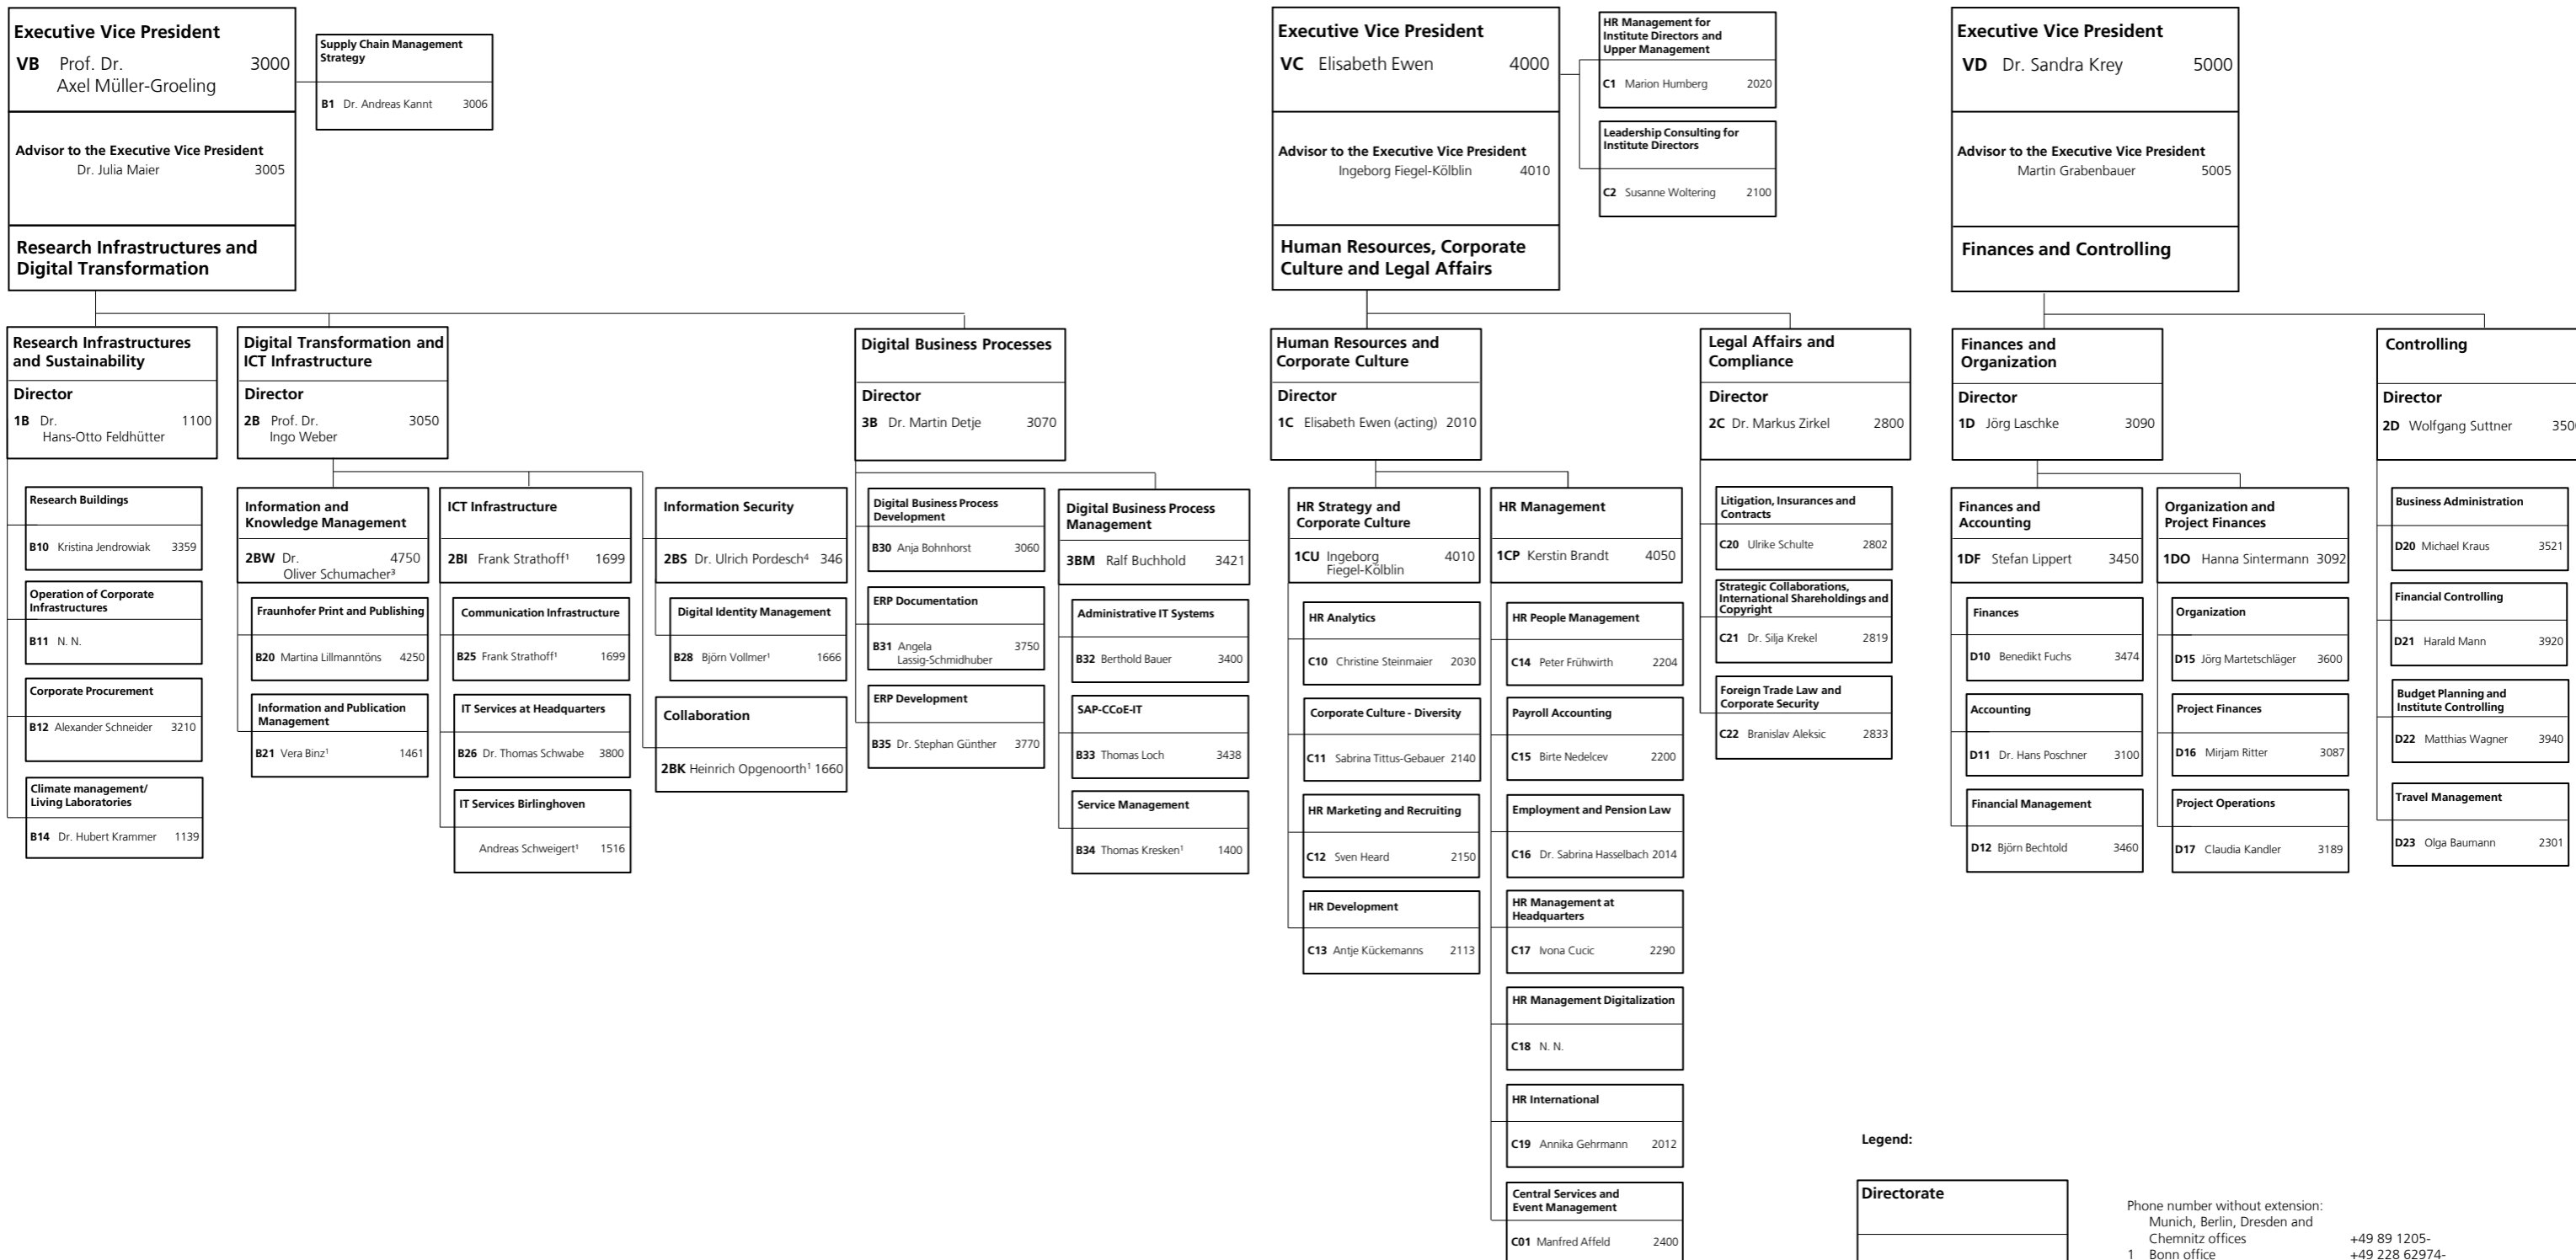 Executive Vice President
VB Prof. Dr. 3000
Axel Müller-Groeling
Advisor to the Executive Vice President
Dr. Julia Maier 3005
Research Infrastructures and
Digital Transformation
Supply Chain Management
Strategy
B1 Dr. Andreas Kannt 3006
Executive Vice President
VC Elisabeth Ewen 4000
Advisor to the Executive Vice President
Ingeborg Fiegel-Kölblin 4010
Human Resources, Corporate
Culture and Legal Affairs
HR Management for
Institute Directors and
Upper Management
C1 Marion Humberg 2020
Leadership Consulting for
Institute Directors
C2 Susanne Woltering 2100
Executive Vice President
VD Dr. Sandra Krey 5000
Advisor to the Executive Vice President
Martin Grabenbauer 5005
Finances and Controlling
Research Infrastructures
and Sustainability
Director
1B Dr. 1100
Hans-Otto Feldhütter
Research Buildings
B10 Kristina Jendrowiak 3359
Operation of Corporate
Infrastructures
B11 N. N.
Corporate Procurement
B12 Alexander Schneider 3210
Climate management/
Living Laboratories
B14 Dr. Hubert Krammer 1139
Digital Transformation and
ICT Infrastructure
Director
2B Prof. Dr. 3050
Ingo Weber
Information and
Knowledge Management
2BW Dr. 4750
Oliver Schumacher³
Fraunhofer Print and Publishing
B20 Martina Lillmanntöns 4250
Information and Publication
Management
B21 Vera Binz¹ 1461
ICT Infrastructure
2BI Frank Strathoff¹ 1699
Communication Infrastructure
B25 Frank Strathoff¹ 1699
IT Services at Headquarters
B26 Dr. Thomas Schwabe 3800
IT Services Birlinghoven
Andreas Schweigert¹ 1516
Information Security
2BS Dr. Ulrich Pordesch⁴ 346
Digital Identity Management
B28 Björn Vollmer¹ 1666
Collaboration
2BK Heinrich Opgenoorth¹ 1660
Digital Business Processes
Director
3B Dr. Martin Detje 3070
Digital Business Process
Development
B30 Anja Bohnhorst 3060
ERP Documentation
B31 Angela 3750
Lassig-Schmidhuber
ERP Development
B35 Dr. Stephan Günther 3770
Digital Business Process
Management
3BM Ralf Buchhold 3421
Administrative IT Systems
B32 Berthold Bauer 3400
SAP-CCoE-IT
B33 Thomas Loch 3438
Service Management
B34 Thomas Kresken¹ 1400
Human Resources and
Corporate Culture
Director
1C Elisabeth Ewen (acting) 2010
HR Strategy and
Corporate Culture
1CU Ingeborg 4010
Fiegel-Kölblin
HR Analytics
C10 Christine Steinmaier 2030
Corporate Culture - Diversity
C11 Sabrina Tittus-Gebauer 2140
HR Marketing and Recruiting
C12 Sven Heard 2150
HR Development
C13 Antje Kückemanns 2113
HR Management
1CP Kerstin Brandt 4050
HR People Management
C14 Peter Frühwirth 2204
Payroll Accounting
C15 Birte Nedelcev 2200
Employment and Pension Law
C16 Dr. Sabrina Hasselbach 2014
HR Management at
Headquarters
C17 Ivona Cucic 2290
HR Management Digitalization
C18 N. N.
HR International
C19 Annika Gehrmann 2012
Central Services and
Event Management
C01 Manfred Affeld 2400
Legal Affairs and
Compliance
Director
2C Dr. Markus Zirkel 2800
Litigation, Insurances and
Contracts
C20 Ulrike Schulte 2802
Strategic Collaborations,
International Shareholdings and
Copyright
C21 Dr. Silja Krekel 2819
Foreign Trade Law and
Corporate Security
C22 Branislav Aleksic 2833
Finances and
Organization
Director
1D Jörg Laschke 3090
Finances and
Accounting
1DF Stefan Lippert 3450
Finances
D10 Benedikt Fuchs 3474
Accounting
D11 Dr. Hans Poschner 3100
Financial Management
D12 Björn Bechtold 3460
Organization and
Project Finances
1DO Hanna Sintermann 3092
Organization
D15 Jörg Martetschläger 3600
Project Finances
D16 Mirjam Ritter 3087
Project Operations
D17 Claudia Kandler 3189
Controlling
Director
2D Wolfgang Suttner
Business Administration
D20 Michael Kraus 3521
Financial Controlling
D21 Harald Mann 3920
Budget Planning and
Institute Controlling
D22 Matthias Wagner 3940
Travel Management
D23 Olga Baumann 2301
Legend:
Directorate
Phone number without extension:
Munich, Berlin, Dresden and
Chemnitz offices +49 89 1205-
1 Bonn office +49 228 62974-